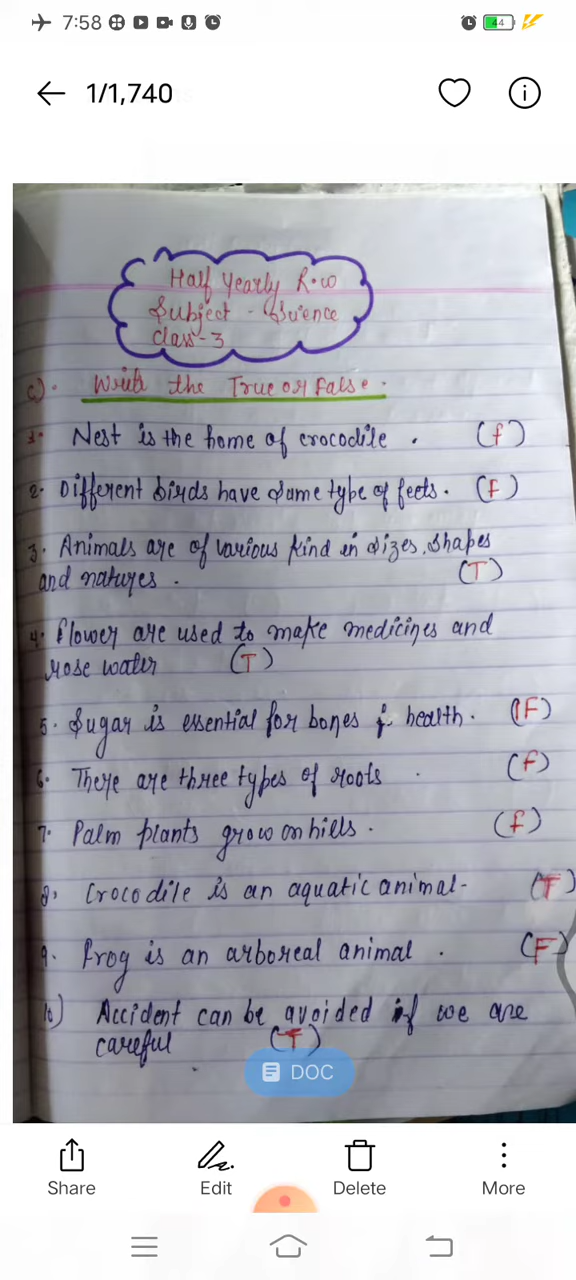 7:58
44
1/1,740
Half Yearly R.w
Subject - Science
Class-3
C). Write the True or False.
1. Nest is the home of crocodile . (f)
2. Different birds have same type of feets. (F)
3. Animals are of various kind in sizes, shapes
and natures . (T)
4. Flower are used to make medicines and
rose water (T)
5. Sugar is essential for bones & health. (F)
6. There are three types of roots . (f)
7. Palm plants grow on hills . (f)
8. Crocodile is an aquatic animal-
9. Frog is an arboreal animal . (F)
10) Accident can be avoided if we are
careful (T)
DOC
Share Edit Delete More